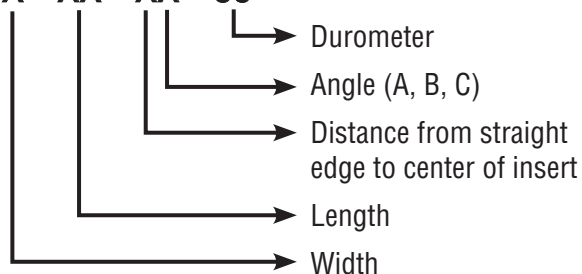 Durometer
Angle (A, B, C)
Distance from straight
edge to center of insert
Length
Width